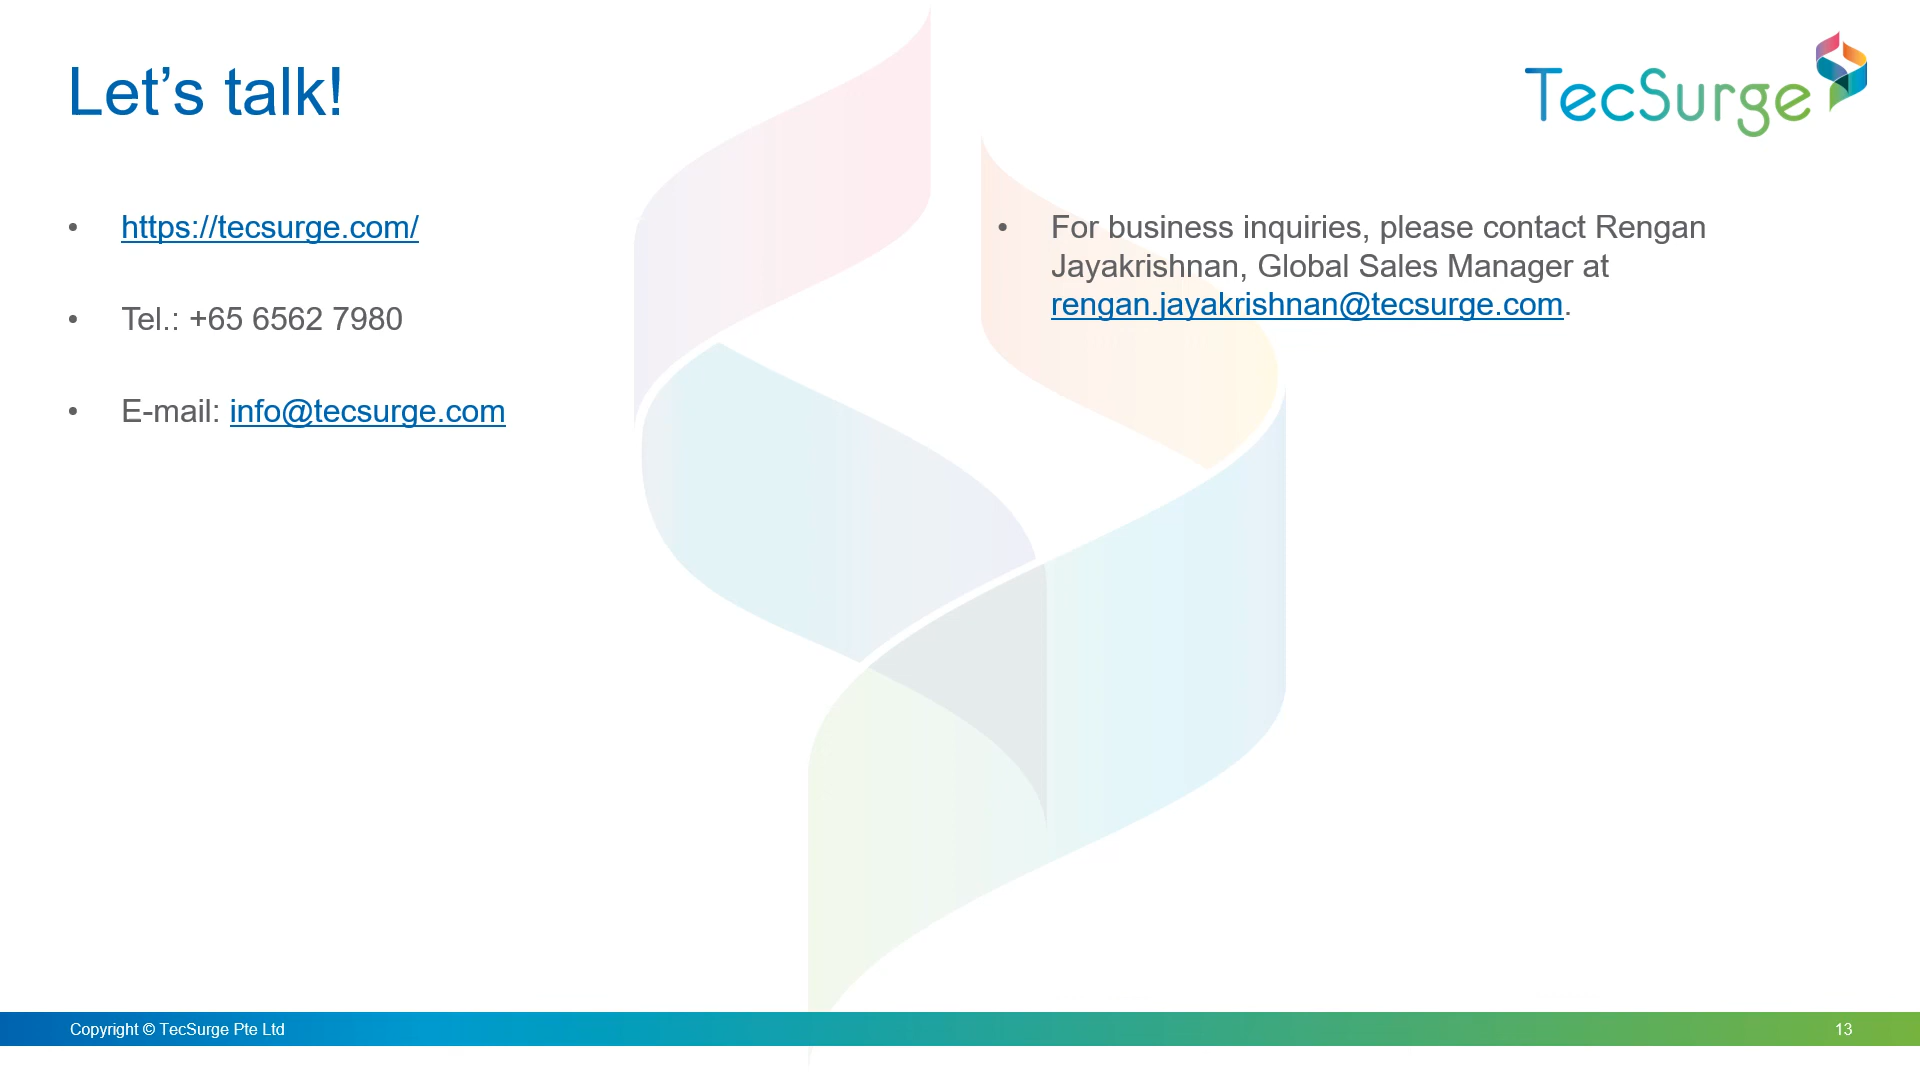 Let’s talk!
TecSurge
• https://tecsurge.com/
• Tel.: +65 6562 7980
• E-mail: info@tecsurge.com
• For business inquiries, please contact Rengan
Jayakrishnan, Global Sales Manager at
rengan.jayakrishnan@tecsurge.com.
Copyright © TecSurge Pte Ltd
13